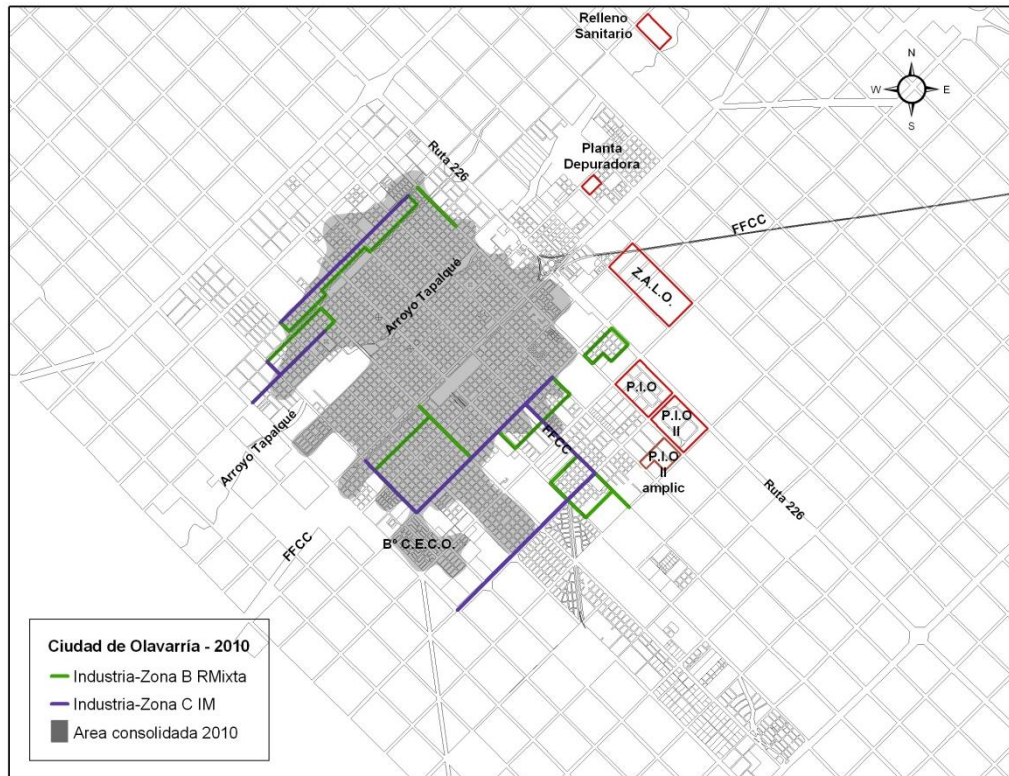 Relleno
Sanitario
N
W E
S
Planta
Depuradora
Ruta 226
FFCC
Z.A.L.O.
Arroyo Tapalqué
P.I.O
P.I.O
II
P.I.O
II
amplic
FFCC
Arroyo Tapalqué
Ruta 226
Bº C.E.C.O.
FFCC
Ciudad de Olavarría - 2010
Industria-Zona B RMixta
Industria-Zona C IM
Area consolidada 2010